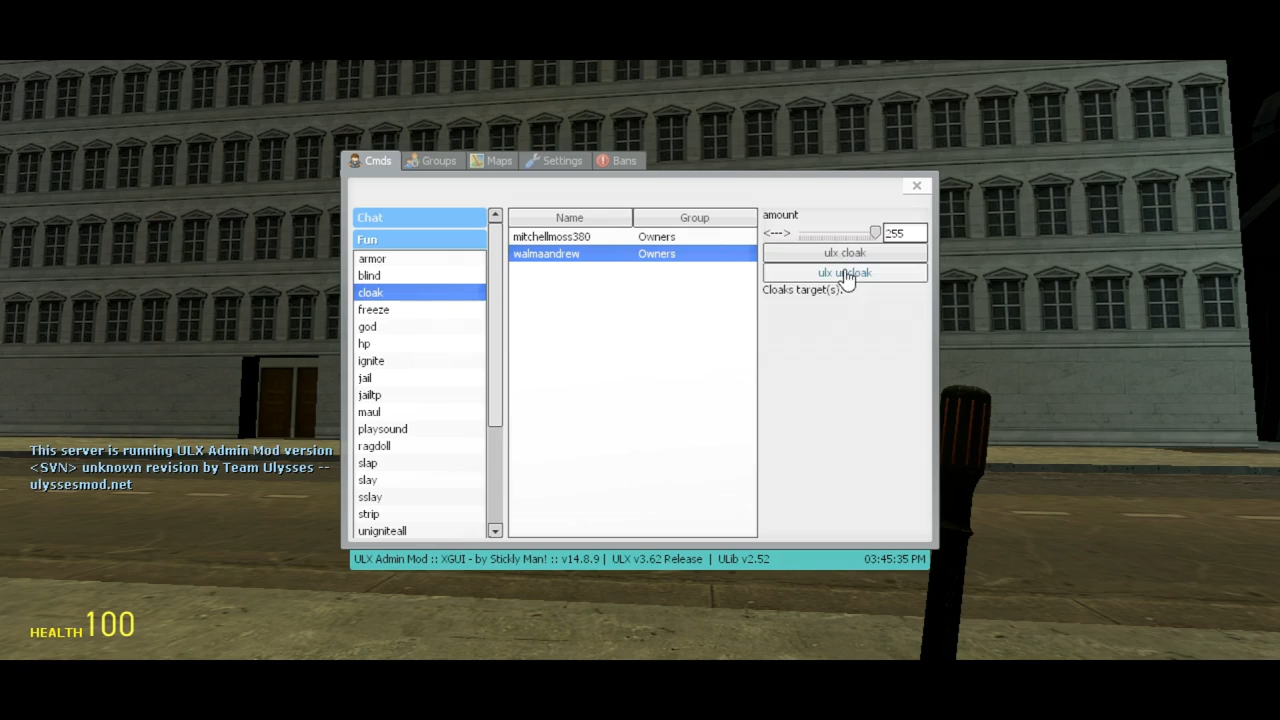 Cmds Groups Maps Settings Bans
Chat
Fun
armor
blind
cloak
freeze
god
hp
ignite
jail
jailtp
maul
playsound
ragdoll
slap
slay
sslay
strip
unigniteall
Name Group
mitchellmoss380 Owners
walmaandrew Owners
amount
<---> 255
ulx cloak
ulx uncloak
Cloaks target(s).
This server is running ULX Admin Mod version
<SVN> unknown revision by Team Ulysses --
ulyssesmod.net
ULX Admin Mod :: XGUI - by Stickly Man! :: v14.8.9 | ULX v3.62 Release | ULib v2.52 03:45:35 PM
HEALTH 100